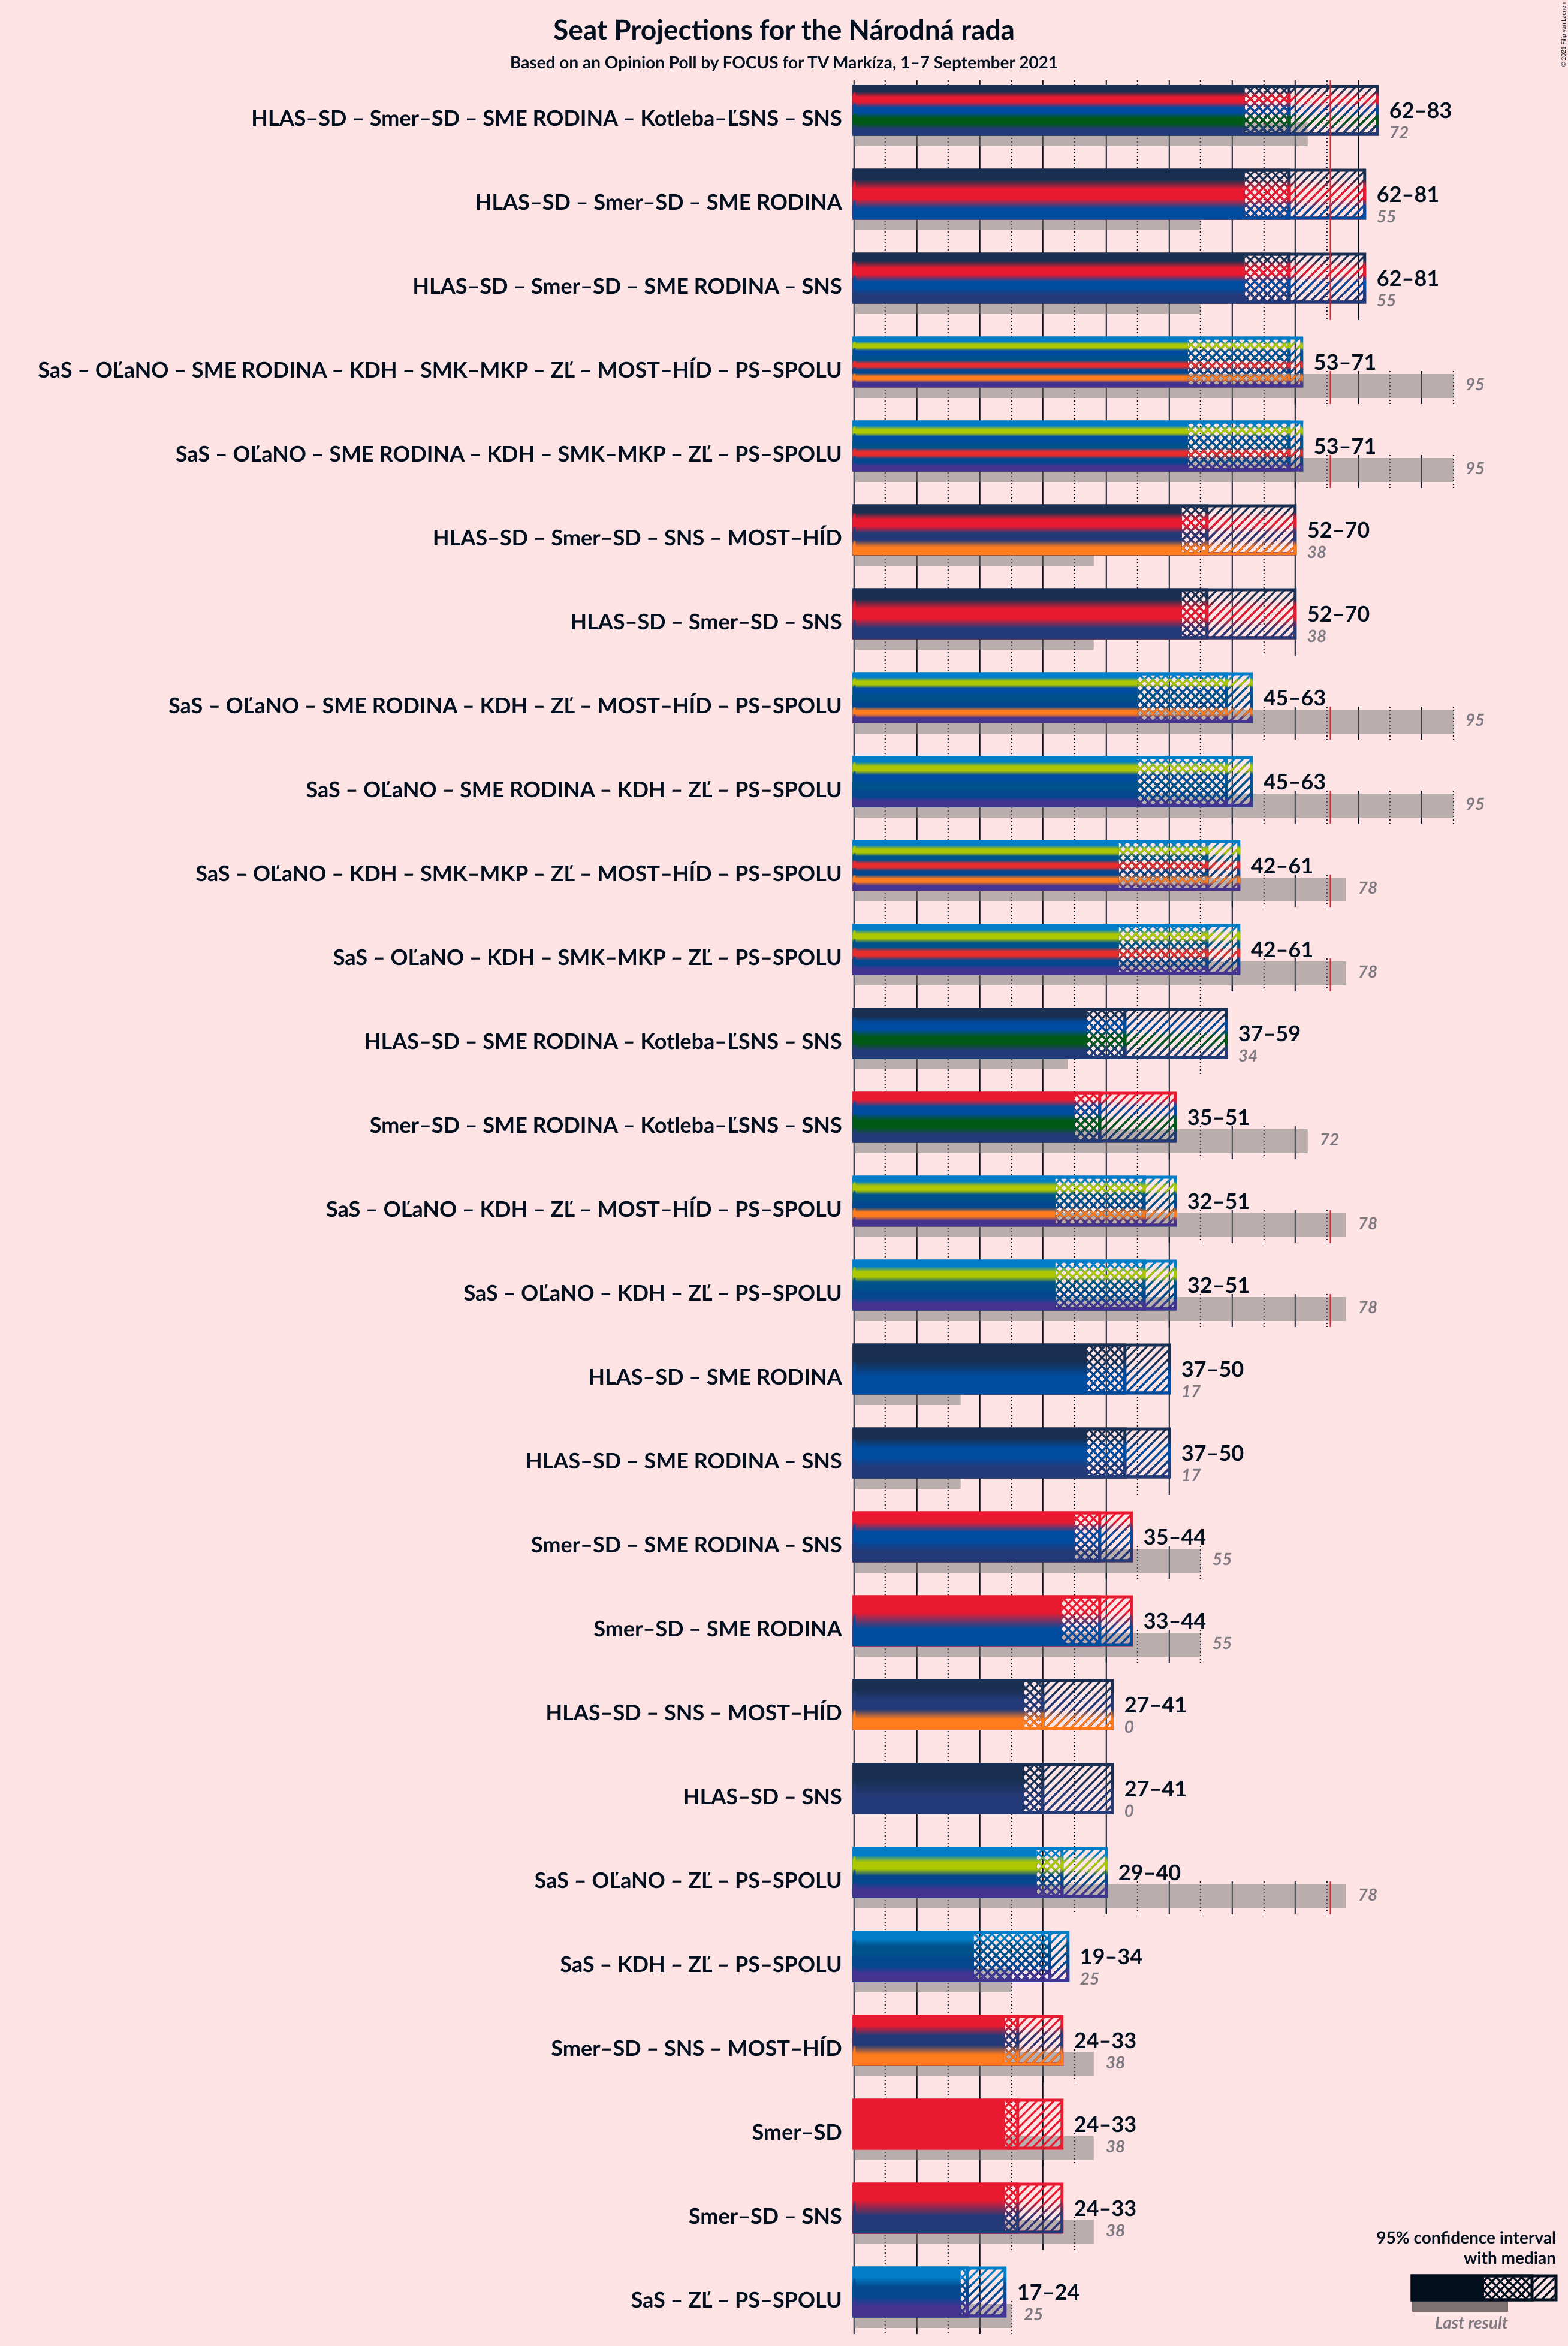 Seat Projections for the Národná rada
Based on an Opinion Poll by FOCUS for TV Markíza, 1–7 September 2021
© 2021 Filip van Laenen
HLAS–SD – Smer–SD – SME RODINA – Kotleba–ĽSNS – SNS
62–83
72
HLAS–SD – Smer–SD – SME RODINA
62–81
55
HLAS–SD – Smer–SD – SME RODINA – SNS
62–81
55
SaS – OĽaNO – SME RODINA – KDH – SMK–MKP – ZĽ – MOST–HÍD – PS–SPOLU
53–71
95
SaS – OĽaNO – SME RODINA – KDH – SMK–MKP – ZĽ – PS–SPOLU
53–71
95
HLAS–SD – Smer–SD – SNS – MOST–HÍD
52–70
38
HLAS–SD – Smer–SD – SNS
52–70
38
SaS – OĽaNO – SME RODINA – KDH – ZĽ – MOST–HÍD – PS–SPOLU
45–63
95
SaS – OĽaNO – SME RODINA – KDH – ZĽ – PS–SPOLU
45–63
95
SaS – OĽaNO – KDH – SMK–MKP – ZĽ – MOST–HÍD – PS–SPOLU
42–61
78
SaS – OĽaNO – KDH – SMK–MKP – ZĽ – PS–SPOLU
42–61
78
HLAS–SD – SME RODINA – Kotleba–ĽSNS – SNS
37–59
34
Smer–SD – SME RODINA – Kotleba–ĽSNS – SNS
35–51
72
SaS – OĽaNO – KDH – ZĽ – MOST–HÍD – PS–SPOLU
32–51
78
SaS – OĽaNO – KDH – ZĽ – PS–SPOLU
32–51
78
HLAS–SD – SME RODINA
37–50
17
HLAS–SD – SME RODINA – SNS
37–50
17
Smer–SD – SME RODINA – SNS
35–44
55
Smer–SD – SME RODINA
33–44
55
HLAS–SD – SNS – MOST–HÍD
27–41
0
HLAS–SD – SNS
27–41
0
SaS – OĽaNO – ZĽ – PS–SPOLU
29–40
78
SaS – KDH – ZĽ – PS–SPOLU
19–34
25
Smer–SD – SNS – MOST–HÍD
24–33
38
Smer–SD
24–33
38
Smer–SD – SNS
24–33
38
SaS – ZĽ – PS–SPOLU
17–24
25
95% confidence interval
with median
Last result